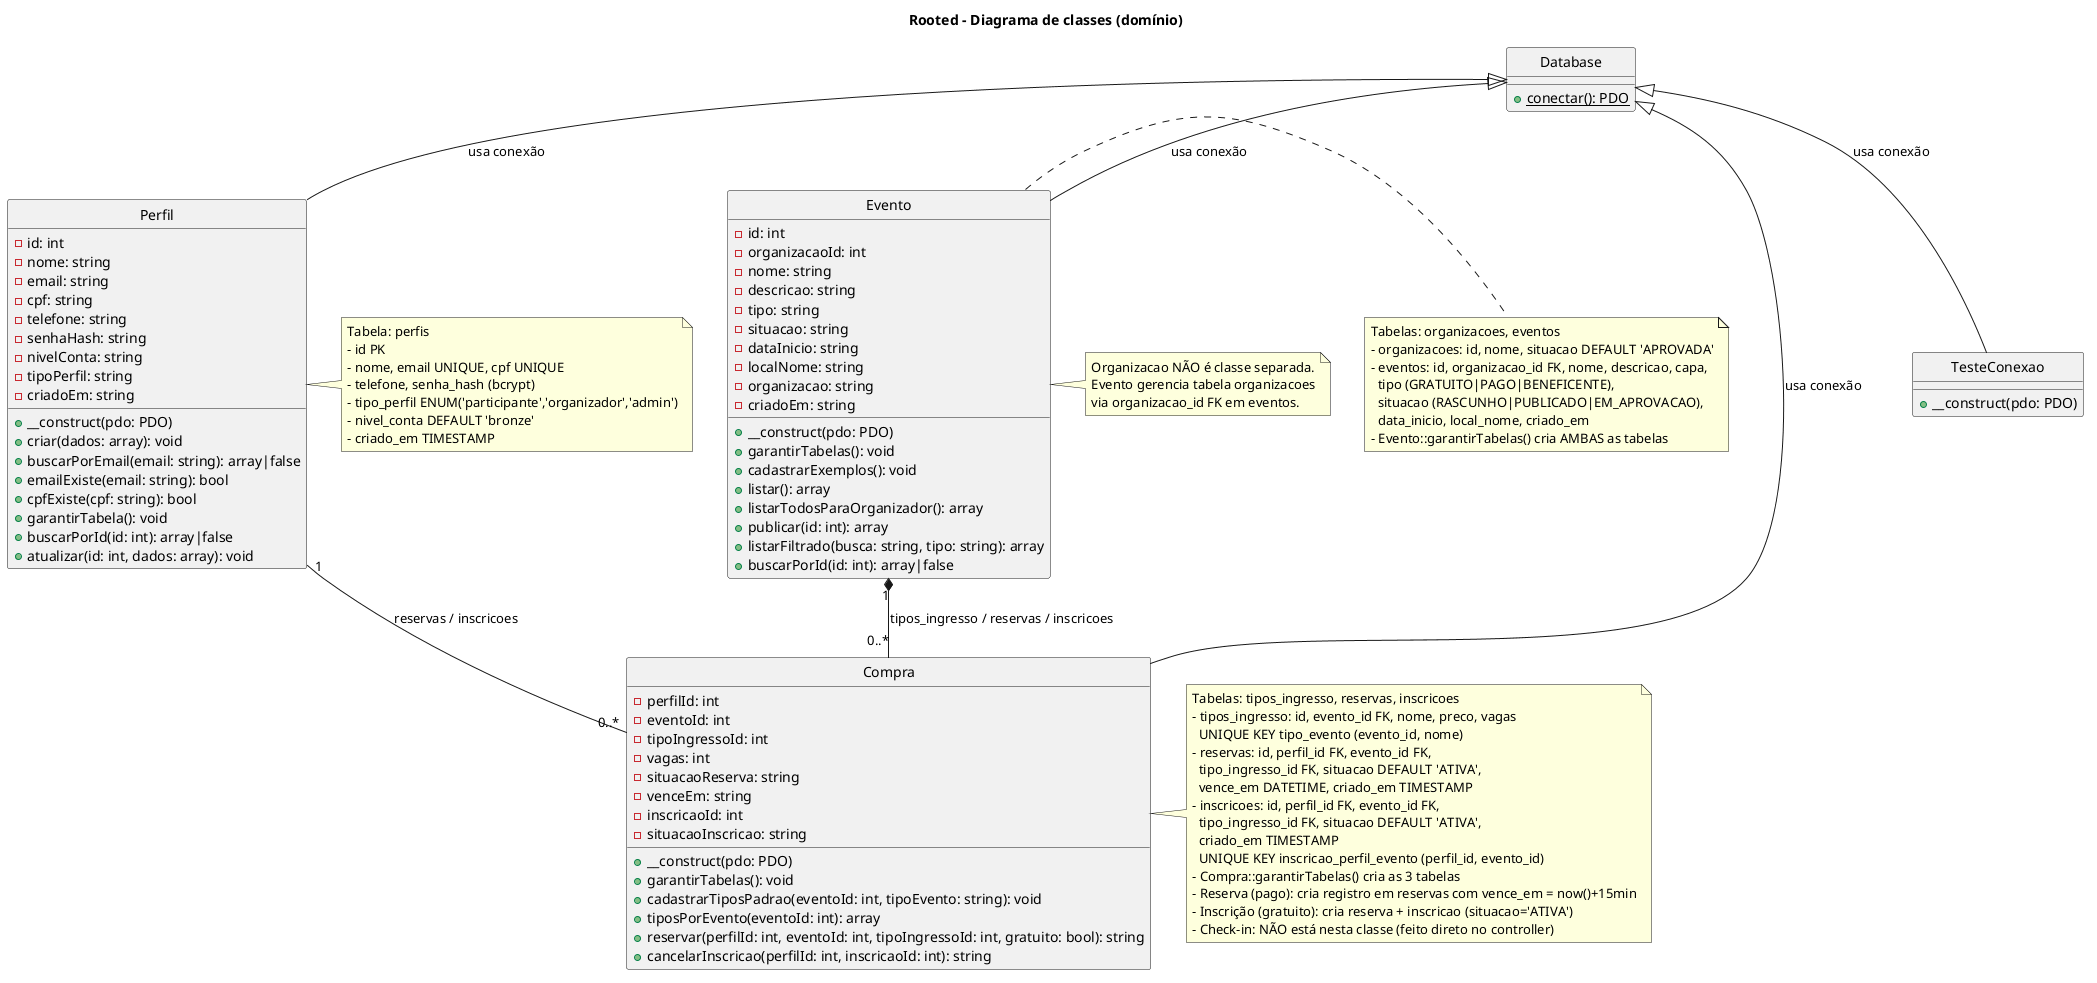 Rooted - Diagrama de classes (domínio)
Database
conectar(): PDO
usa conexão
usa conexão
usa conexão
usa conexão
Perfil
id: int
nome: string
email: string
cpf: string
telefone: string
senhaHash: string
nivelConta: string
tipoPerfil: string
criadoEm: string
__construct(pdo: PDO)
criar(dados: array): void
buscarPorEmail(email: string): array|false
emailExiste(email: string): bool
cpfExiste(cpf: string): bool
garantirTabela(): void
buscarPorId(id: int): array|false
atualizar(id: int, dados: array): void
Tabela: perfis
- id PK
- nome, email UNIQUE, cpf UNIQUE
- telefone, senha_hash (bcrypt)
- tipo_perfil ENUM('participante','organizador','admin')
- nivel_conta DEFAULT 'bronze'
- criado_em TIMESTAMP
Evento
id: int
organizacaoId: int
nome: string
descricao: string
tipo: string
situacao: string
dataInicio: string
localNome: string
organizacao: string
criadoEm: string
__construct(pdo: PDO)
garantirTabelas(): void
cadastrarExemplos(): void
listar(): array
listarTodosParaOrganizador(): array
publicar(id: int): array
listarFiltrado(busca: string, tipo: string): array
buscarPorId(id: int): array|false
Organizacao NÃO é classe separada.
Evento gerencia tabela organizacoes
via organizacao_id FK em eventos.
Tabelas: organizacoes, eventos
- organizacoes: id, nome, situacao DEFAULT 'APROVADA'
- eventos: id, organizacao_id FK, nome, descricao, capa,
tipo (GRATUITO|PAGO|BENEFICENTE),
situacao (RASCUNHO|PUBLICADO|EM_APROVACAO),
data_inicio, local_nome, criado_em
- Evento::garantirTabelas() cria AMBAS as tabelas
TesteConexao
__construct(pdo: PDO)
1
reservas / inscricoes
0..*
1
tipos_ingresso / reservas / inscricoes
0..*
Compra
perfilId: int
eventoId: int
tipoIngressoId: int
vagas: int
situacaoReserva: string
venceEm: string
inscricaoId: int
situacaoInscricao: string
__construct(pdo: PDO)
garantirTabelas(): void
cadastrarTiposPadrao(eventoId: int, tipoEvento: string): void
tiposPorEvento(eventoId: int): array
reservar(perfilId: int, eventoId: int, tipoIngressoId: int, gratuito: bool): string
cancelarInscricao(perfilId: int, inscricaoId: int): string
Tabelas: tipos_ingresso, reservas, inscricoes
- tipos_ingresso: id, evento_id FK, nome, preco, vagas
UNIQUE KEY tipo_evento (evento_id, nome)
- reservas: id, perfil_id FK, evento_id FK,
tipo_ingresso_id FK, situacao DEFAULT 'ATIVA',
vence_em DATETIME, criado_em TIMESTAMP
- inscricoes: id, perfil_id FK, evento_id FK,
tipo_ingresso_id FK, situacao DEFAULT 'ATIVA',
criado_em TIMESTAMP
UNIQUE KEY inscricao_perfil_evento (perfil_id, evento_id)
- Compra::garantirTabelas() cria as 3 tabelas
- Reserva (pago): cria registro em reservas com vence_em = now()+15min
- Inscrição (gratuito): cria reserva + inscricao (situacao='ATIVA')
- Check-in: NÃO está nesta classe (feito direto no controller)